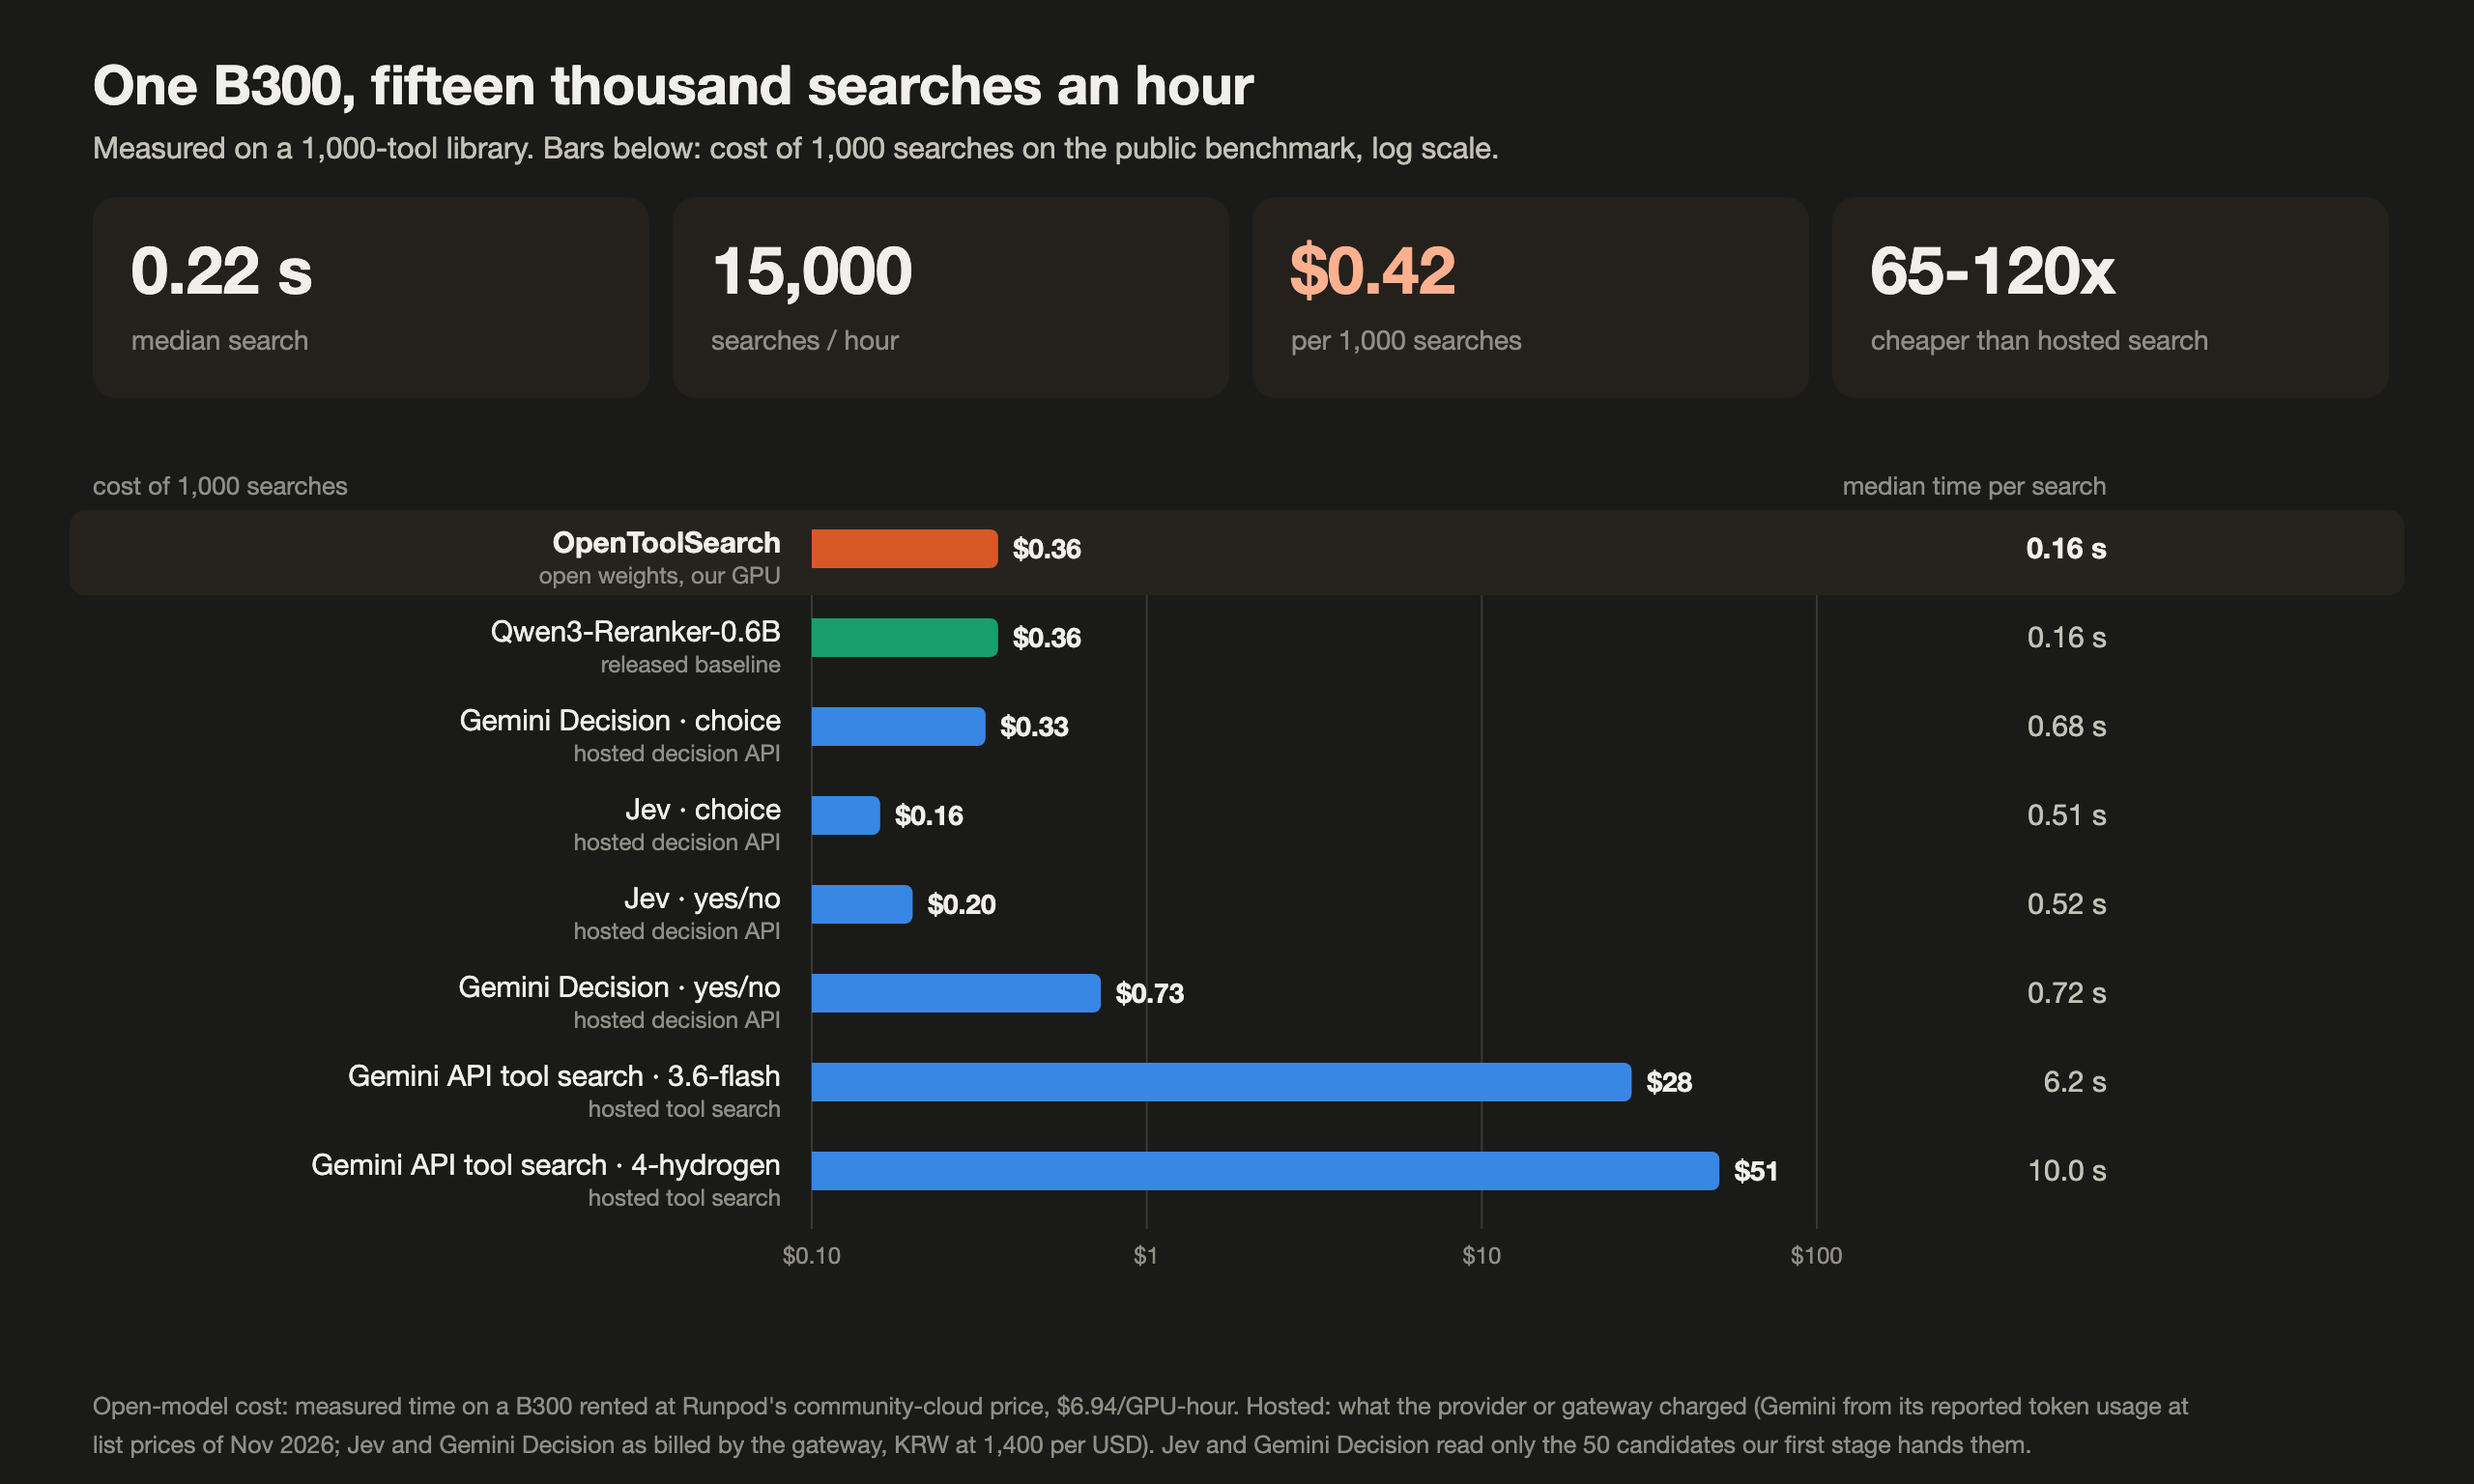 One B300, fifteen thousand searches an hour
Measured on a 1,000-tool library. Bars below: cost of 1,000 searches on the public benchmark, log scale.
0.22 s
median search
15,000
searches / hour
$0.42
per 1,000 searches
65-120x
cheaper than hosted search
cost of 1,000 searches
median time per search
OpenToolSearch
open weights, our GPU
$0.36
0.16 s
Qwen3-Reranker-0.6B
released baseline
$0.36
0.16 s
Gemini Decision · choice
hosted decision API
$0.33
0.68 s
Jev · choice
hosted decision API
$0.16
0.51 s
Jev · yes/no
hosted decision API
$0.20
0.52 s
Gemini Decision · yes/no
hosted decision API
$0.73
0.72 s
Gemini API tool search · 3.6-flash
hosted tool search
$28
6.2 s
Gemini API tool search · 4-hydrogen
hosted tool search
$51
10.0 s
$0.10
$1
$10
$100
Open-model cost: measured time on a B300 rented at Runpod's community-cloud price, $6.94/GPU-hour. Hosted: what the provider or gateway charged (Gemini from its reported token usage at
list prices of Nov 2026; Jev and Gemini Decision as billed by the gateway, KRW at 1,400 per USD). Jev and Gemini Decision read only the 50 candidates our first stage hands them.